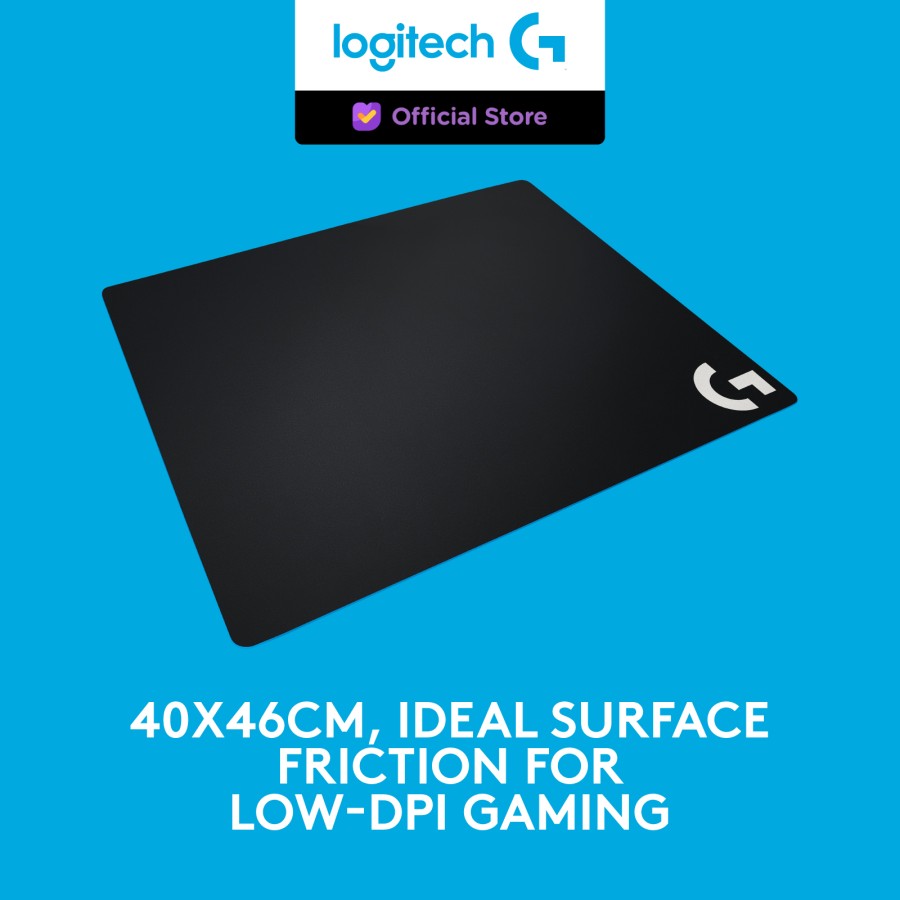 logitech G
Official Store
G
40X46CM, IDEAL SURFACE
FRICTION FOR
LOW-DPI GAMING